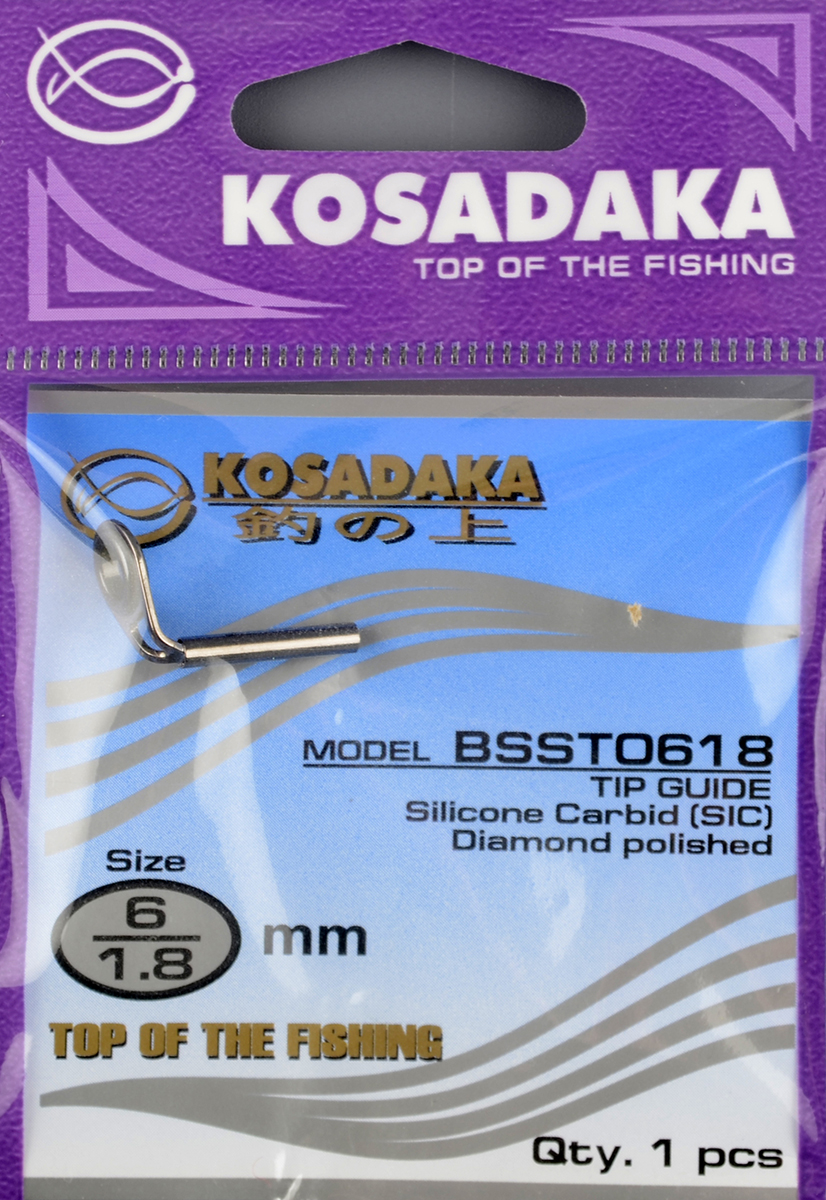 KOSADAKA
TOP OF THE FISHING
KOSADAKA
釣の上
MODEL BSST0618
TIP GUIDE
Silicone Carbid (SIC)
Diamond polished
Size
6
1.8
mm
TOP OF THE FISHING
Qty. 1 pcs